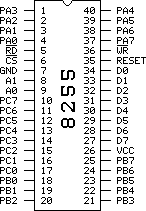 PA3 1 40 PA4
PA2 2 39 PA5
PA1 3 38 PA6
PA0 4 37 PA7
RD 5 36 WR
CS 6 35 RESET
GND 7 34 D0
A1 8 33 D1
A0 9 32 D2
PC7 10 31 D3
PC6 11 30 D4
PC5 12 29 D5
PC4 13 28 D6
PC3 14 27 D7
PC2 15 26 VCC
PC1 16 25 PB7
PC0 17 24 PB6
PB0 18 23 PB5
PB1 19 22 PB4
PB2 20 21 PB3
8255